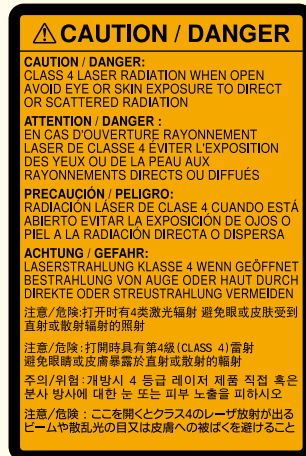 ⚠ CAUTION / DANGER
CAUTION / DANGER:
CLASS 4 LASER RADIATION WHEN OPEN
AVOID EYE OR SKIN EXPOSURE TO DIRECT
OR SCATTERED RADIATION
ATTENTION / DANGER :
EN CAS D'OUVERTURE RAYONNEMENT
LASER DE CLASSE 4 ÉVITER L'EXPOSITION
DES YEUX OU DE LA PEAU AUX
RAYONNEMENTS DIRECTS OU DIFFUÉS
PRECAUCIÓN / PELIGRO:
RADIACIÓN LÁSER DE CLASE 4 CUANDO ESTÁ
ABIERTO EVITAR LA EXPOSICIÓN DE OJOS O
PIEL A LA RADIACIÓN DIRECTA O DISPERSA
ACHTUNG / GEFAHR:
LASERSTRAHLUNG KLASSE 4 WENN GEÖFFNET
BESTRAHLUNG VON AUGE ODER HAUT DURCH
DIREKTE ODER STREUSTRAHLUNG VERMEIDEN
注意/危险:打开时有4类激光辐射 避免眼或皮肤受到
直射或散射辐射的照射
注意/危險:打開時具有第4級(CLASS 4)雷射
避免眼睛或皮膚暴露於直射或散射的輻射
주의/위험:개방시 4 등급 레이저 제품 직접 혹은
분사 방사에 대한 눈 또는 피부 노출을 피하시오
注意/危険：ここを開くとクラス4のレーザ放射が出る
ビームや散乱光の目又は皮膚への被ばくを避けること